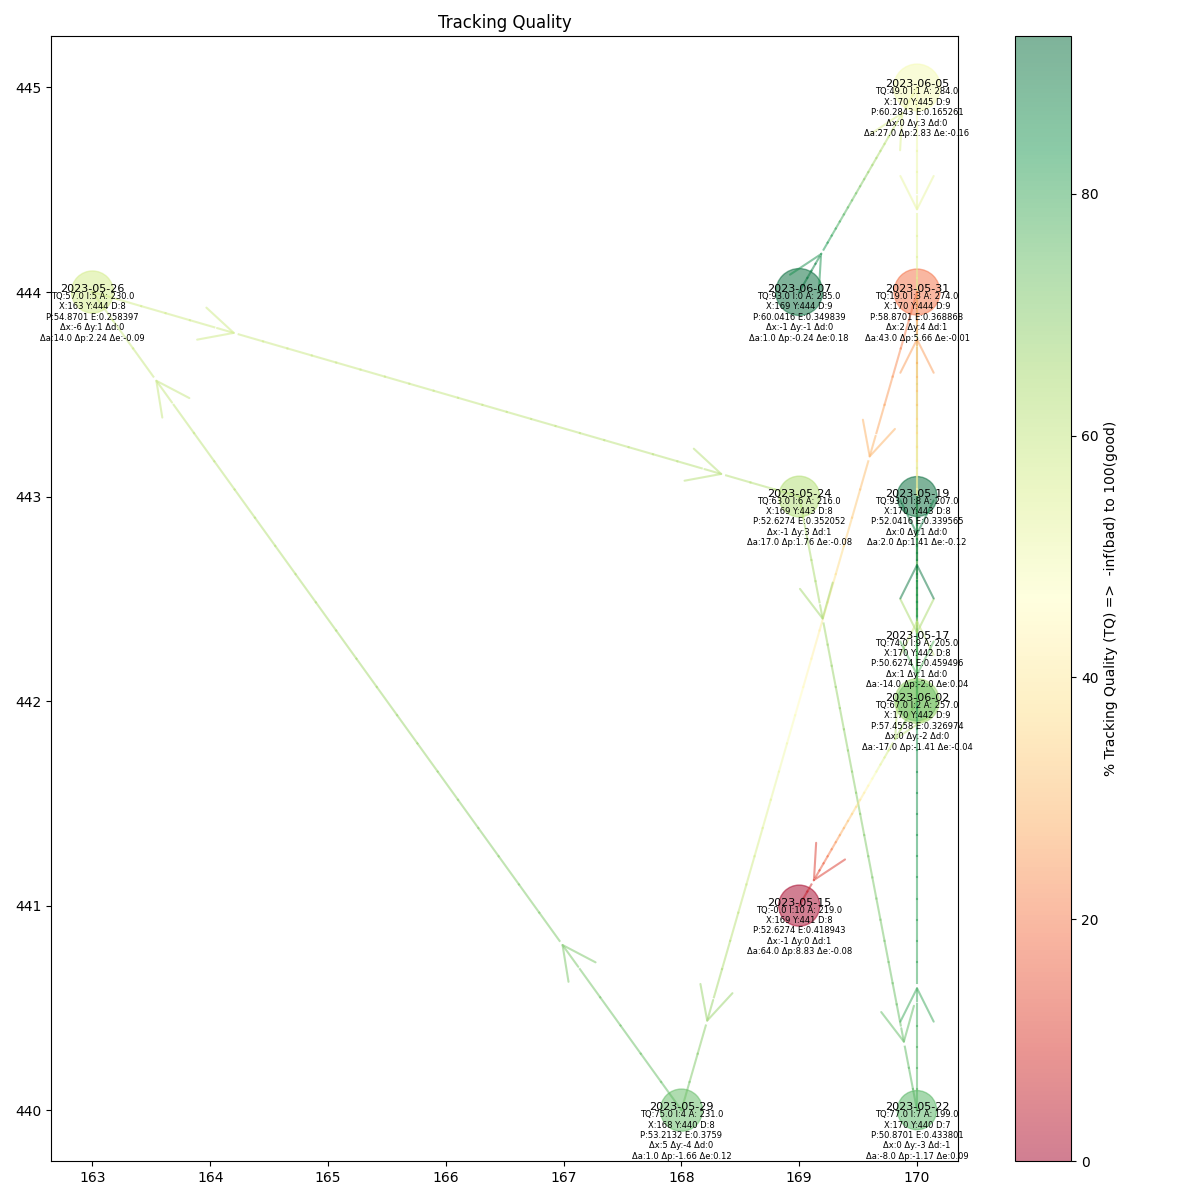 Tracking Quality
445
444
443
442
441
440
163
164
165
166
167
168
169
170
2023-06-05
TQ:49.0 I:1 A: 284.0
X:170 Y:445 D:9
P:60.2843 E:0.165261
Δx:0 Δy:3 Δd:0
Δa:27.0 Δp:2.83 Δe:-0.16
2023-05-26
TQ:57.0 I:5 A: 230.0
X:163 Y:444 D:8
P:54.8701 E:0.258397
Δx:-6 Δy:1 Δd:0
Δa:14.0 Δp:2.24 Δe:-0.09
2023-06-07
TQ:93.0 I:0 A: 285.0
X:169 Y:444 D:9
P:60.0416 E:0.349839
Δx:-1 Δy:-1 Δd:0
Δa:1.0 Δp:-0.24 Δe:0.18
2023-05-31
TQ:19.0 I:3 A: 274.0
X:170 Y:444 D:9
P:58.8701 E:0.368868
Δx:2 Δy:4 Δd:1
Δa:43.0 Δp:5.66 Δe:-0.01
2023-05-24
TQ:63.0 I:6 A: 216.0
X:169 Y:443 D:8
P:52.6274 E:0.352052
Δx:-1 Δy:3 Δd:1
Δa:17.0 Δp:1.76 Δe:-0.08
2023-05-19
TQ:93.0 I:8 A: 207.0
X:170 Y:443 D:8
P:52.0416 E:0.339565
Δx:0 Δy:1 Δd:0
Δa:2.0 Δp:1.41 Δe:-0.12
2023-05-17
TQ:74.0 I:9 A: 205.0
X:170 Y:442 D:8
P:50.6274 E:0.459496
Δx:1 Δy:1 Δd:0
Δa:-14.0 Δp:-2.0 Δe:0.04
2023-06-02
TQ:67.0 I:2 A: 257.0
X:170 Y:442 D:9
P:57.4558 E:0.326974
Δx:0 Δy:-2 Δd:0
Δa:-17.0 Δp:-1.41 Δe:-0.04
2023-05-15
TQ:-0.0 I:10 A: 219.0
X:169 Y:441 D:8
P:52.6274 E:0.418943
Δx:-1 Δy:0 Δd:1
Δa:64.0 Δp:8.83 Δe:-0.08
2023-05-29
TQ:75.0 I:4 A: 231.0
X:168 Y:440 D:8
P:53.2132 E:0.3759
Δx:5 Δy:-4 Δd:0
Δa:1.0 Δp:-1.66 Δe:0.12
2023-05-22
TQ:77.0 I:7 A: 199.0
X:170 Y:440 D:7
P:50.8701 E:0.433801
Δx:0 Δy:-3 Δd:-1
Δa:-8.0 Δp:-1.17 Δe:0.09
80
60
40
20
0
% Tracking Quality (TQ) => -inf(bad) to 100(good)